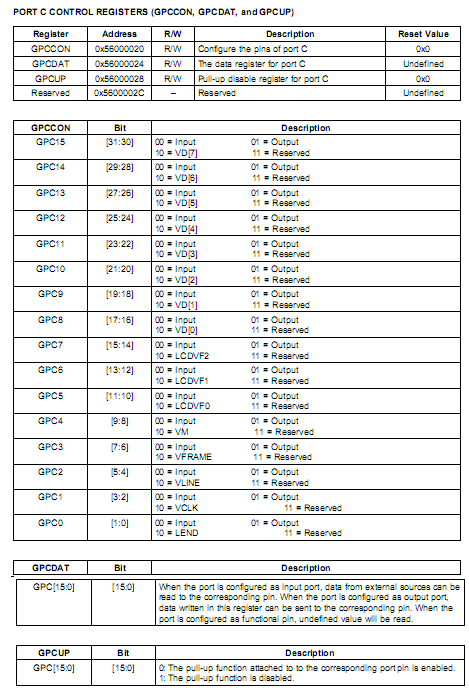 PORT C CONTROL REGISTERS (GPCCON, GPCDAT, and GPCUP)
Register Address R/W Description Reset Value
GPCCON 0x56000020 R/W Configure the pins of port C 0x0
GPCDAT 0x56000024 R/W The data register for port C Undefined
GPCUP 0x56000028 R/W Pull-up disable register for port C 0x0
Reserved 0x5600002C – Reserved Undefined
GPCCON Bit Description
GPC15 [31:30] 00 = Input 01 = Output
10 = VD[7] 11 = Reserved
GPC14 [29:28] 00 = Input 01 = Output
10 = VD[6] 11 = Reserved
GPC13 [27:26] 00 = Input 01 = Output
10 = VD[5] 11 = Reserved
GPC12 [25:24] 00 = Input 01 = Output
10 = VD[4] 11 = Reserved
GPC11 [23:22] 00 = Input 01 = Output
10 = VD[3] 11 = Reserved
GPC10 [21:20] 00 = Input 01 = Output
10 = VD[2] 11 = Reserved
GPC9 [19:18] 00 = Input 01 = Output
10 = VD[1] 11 = Reserved
GPC8 [17:16] 00 = Input 01 = Output
10 = VD[0] 11 = Reserved
GPC7 [15:14] 00 = Input 01 = Output
10 = LCDVF2 11 = Reserved
GPC6 [13:12] 00 = Input 01 = Output
10 = LCDVF1 11 = Reserved
GPC5 [11:10] 00 = Input 01 = Output
10 = LCDVF0 11 = Reserved
GPC4 [9:8] 00 = Input 01 = Output
10 = VM 11 = Reserved
GPC3 [7:6] 00 = Input 01 = Output
10 = VFRAME 11 = Reserved
GPC2 [5:4] 00 = Input 01 = Output
10 = VLINE 11 = Reserved
GPC1 [3:2] 00 = Input 01 = Output
10 = VCLK 11 = Reserved
GPC0 [1:0] 00 = Input 01 = Output
10 = LEND 11 = Reserved
GPCDAT Bit Description
GPC[15:0] [15:0] When the port is configured as input port, data from external sources can be
read to the corresponding pin. When the port is configured as output port,
data written in this register can be sent to the corresponding pin. When the
port is configured as functional pin, undefined value will be read.
GPCUP Bit Description
GPC[15:0] [15:0] 0: The pull-up function attached to to the corresponding port pin is enabled.
1: The pull-up function is disabled.